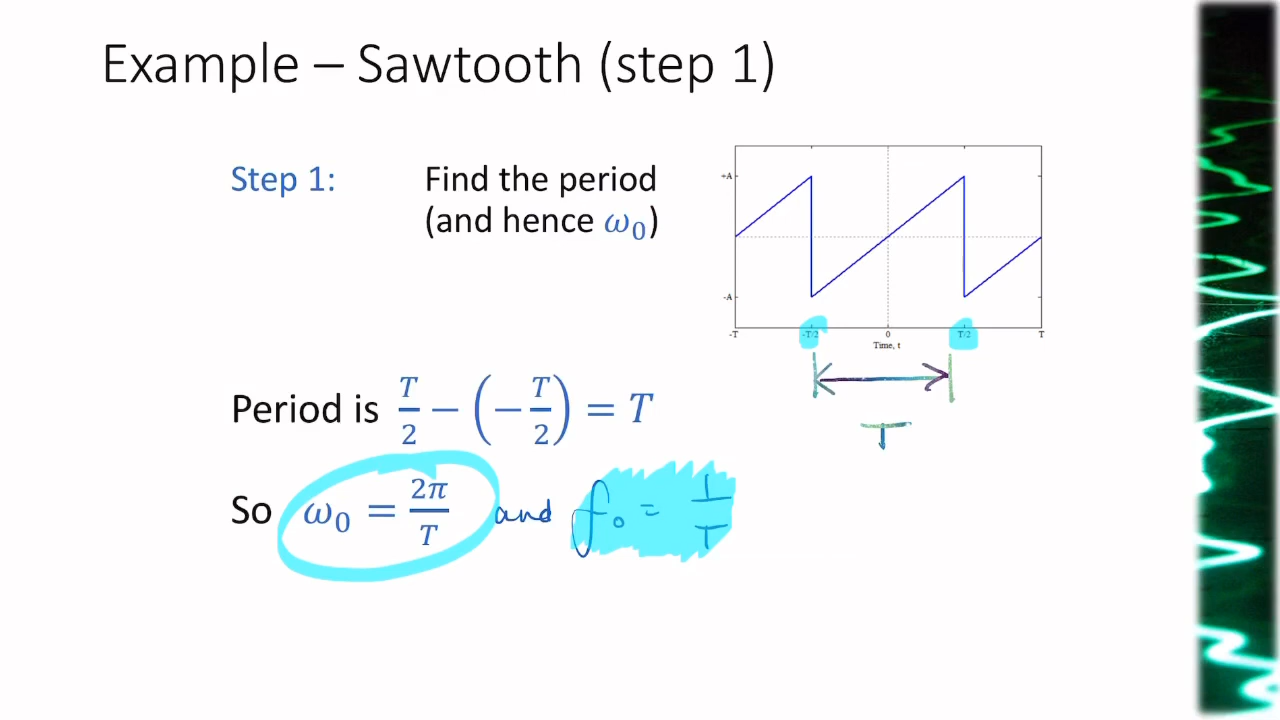 Example – Sawtooth (step 1)
Step 1: Find the period
(and hence ω₀)
+A
-A
-T -T/2 0 T/2 T
Time, t
T
Period is T/2 − (−T/2) = T
So ω₀ = 2π/T and f₀ = 1/T